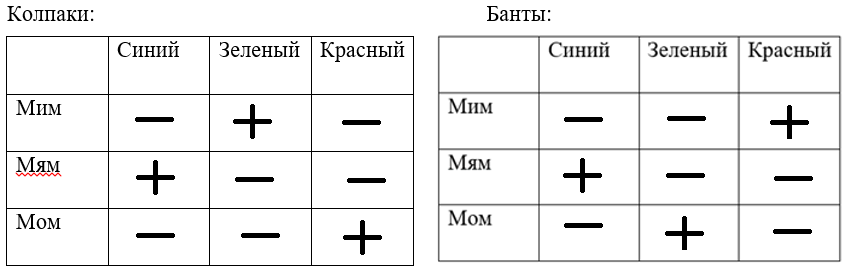 Колпаки:
Синий Зеленый Красный
Мим − + −
Мям + − −
Мом − − +
Банты:
Синий Зеленый Красный
Мим − − +
Мям + − −
Мом − + −